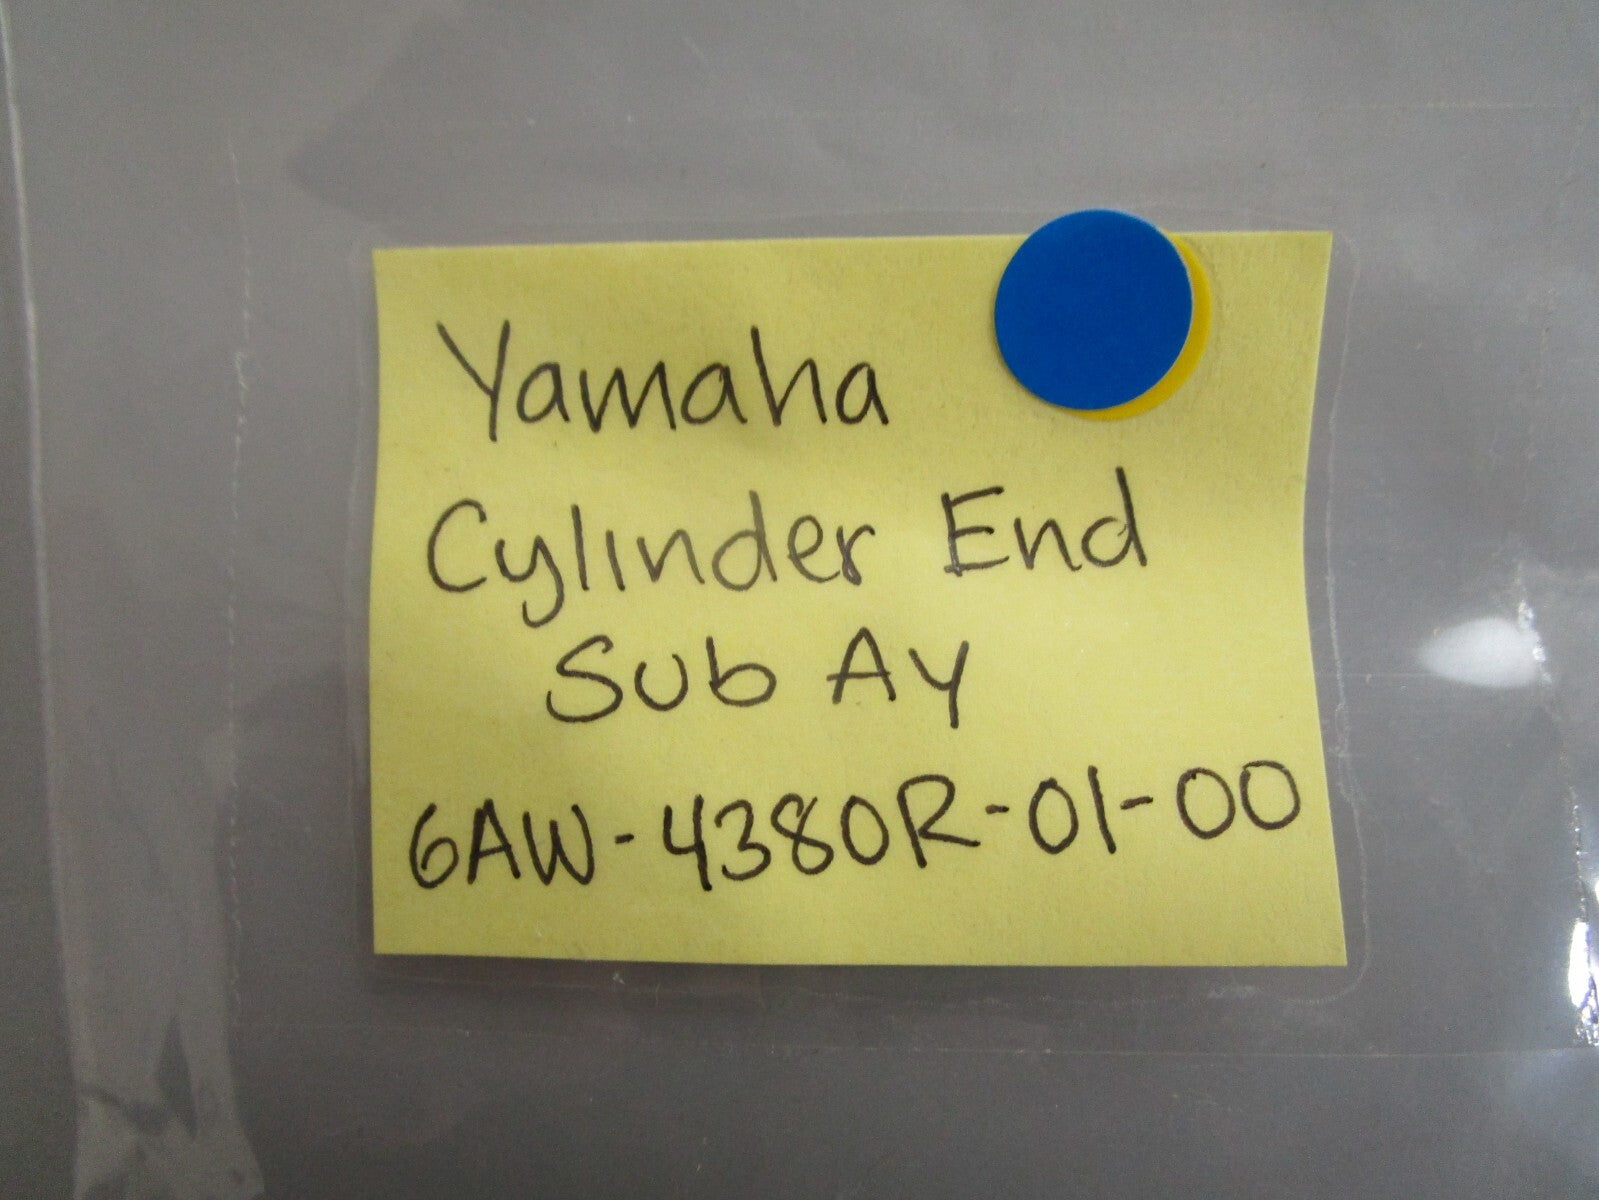 Yamaha
Cylinder End
Sub Ay
6AW-4380R-01-00